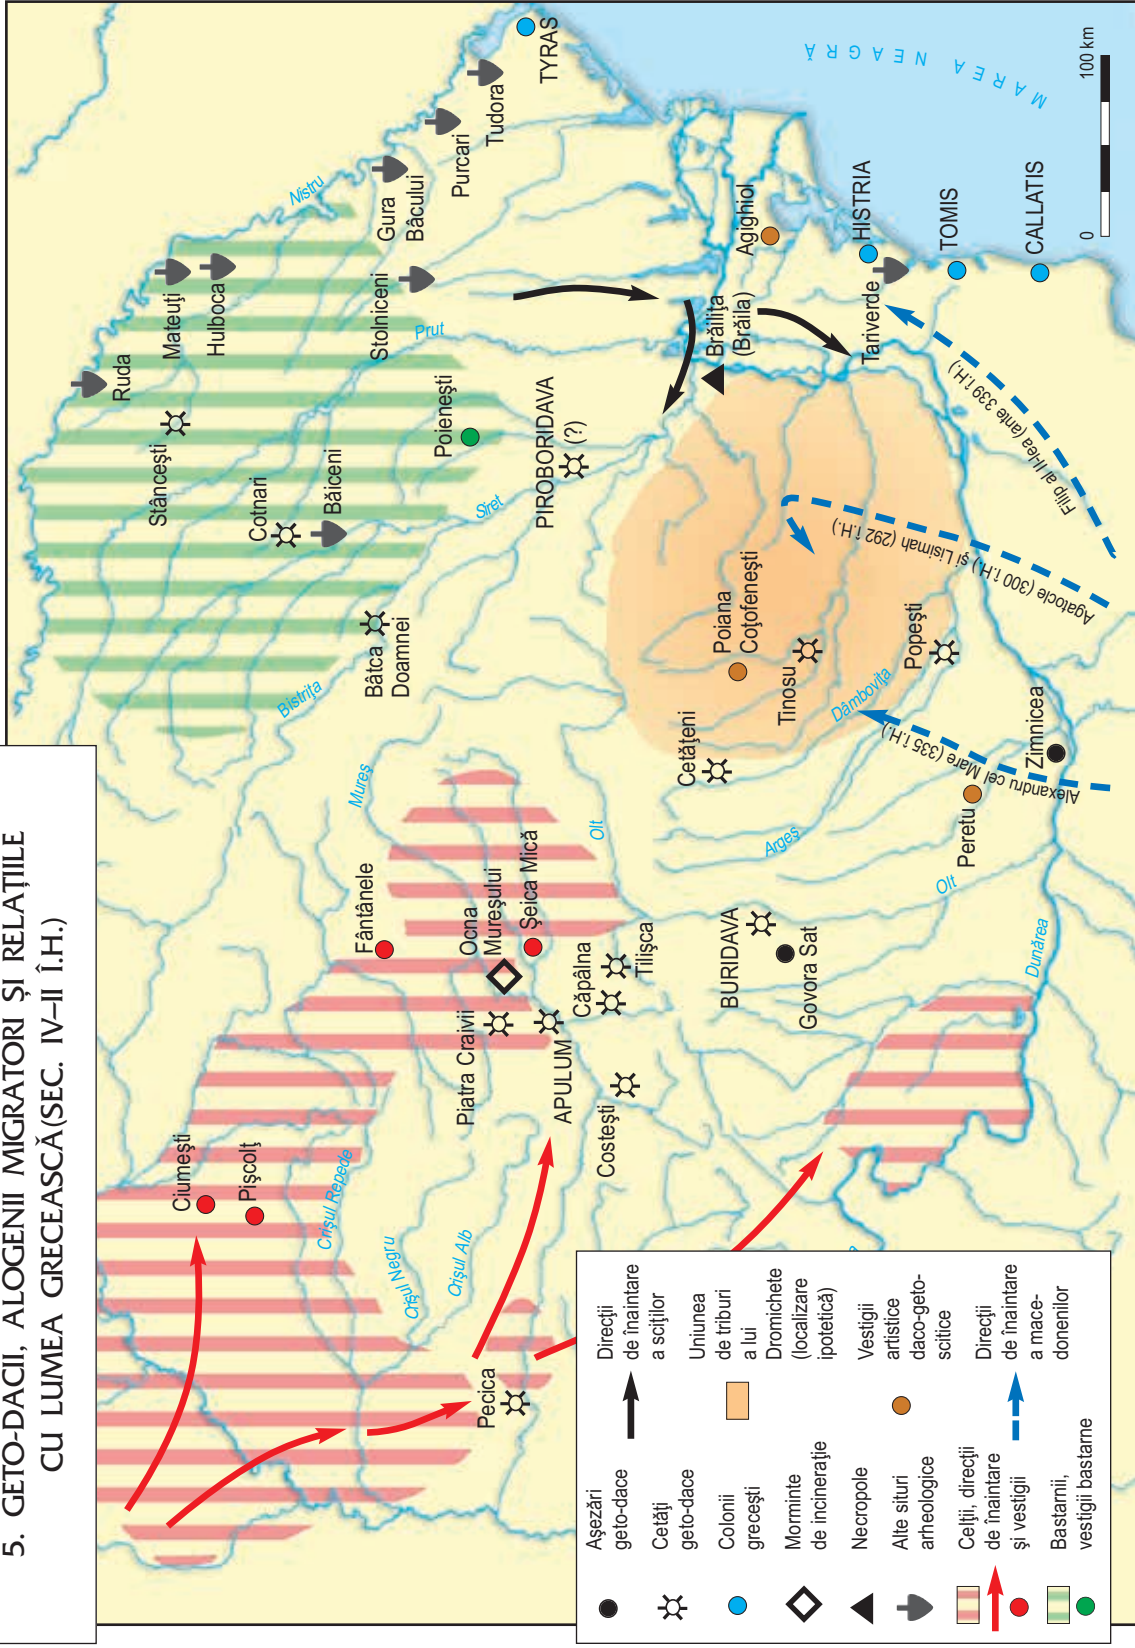 5. GETO-DACII, ALOGENII MIGRATORI ȘI RELAȚIILE
CU LUMEA GRECEASCĂ(SEC. IV–II Î.H.)
Ciumești
Pișcolț
Crișul Repede
Crișul Negru
Crișul Alb
Pecica
Fântânele
Mureș
Ocna
Mureșului
Șeica Mică
Piatra Craivii
APULUM
Căpâlna
Tilișca
Costești
Olt
BURIDAVA
Govora Sat
Bistrița
Bâtca
Doamnei
Cotnari
Băiceni
Stâncești
Ruda
Mateuți
Hulboca
Nistru
Stolniceni
Prut
Poienești
Siret
PIROBORIDAVA
(?)
Gura
Bâcului
Purcari
Tudora
TYRAS
MAREA NEAGRĂ
Brăilița
(Brăila)
Agighiol
HISTRIA
Tariverde
TOMIS
CALLATIS
Poiana
Coțofenești
Tinosu
Cetățeni
Popești
Dâmbovița
Argeș
Olt
Peretu
Zimnicea
Dunărea
Alexandru cel Mare (335 î.H.)
Agatocle (300 î.H.) și Lisimah (292 î.H.)
Filip al II-lea (ante 339 î.H.)
0
100 km
Așezări
geto-dace
Cetăți
geto-dace
Colonii
grecești
Morminte
de incinerație
Necropole
Alte situri
arheologice
Celții, direcții
de înaintare
și vestigii
Bastarnii,
vestigii bastarne
Direcții
de înaintare
a sciților
Uniunea
de triburi
a lui
Dromichete
(localizare
ipotetică)
Vestigii
artistice
daco-geto-
scitice
Direcții
de înaintare
a mace-
donenilor